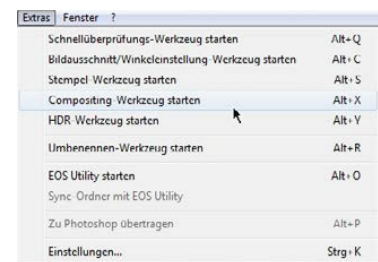 Extras Fenster ?
Schnellüberprüfungs-Werkzeug starten Alt+Q
Bildausschnitt/Winkeleinstellung-Werkzeug starten Alt+C
Stempel-Werkzeug starten Alt+S
Compositing-Werkzeug starten Alt+X
HDR-Werkzeug starten Alt+Y
Umbenennen-Werkzeug starten Alt+R
EOS Utility starten Alt+O
Sync-Ordner mit EOS Utility
Zu Photoshop übertragen Alt+P
Einstellungen... Strg+K